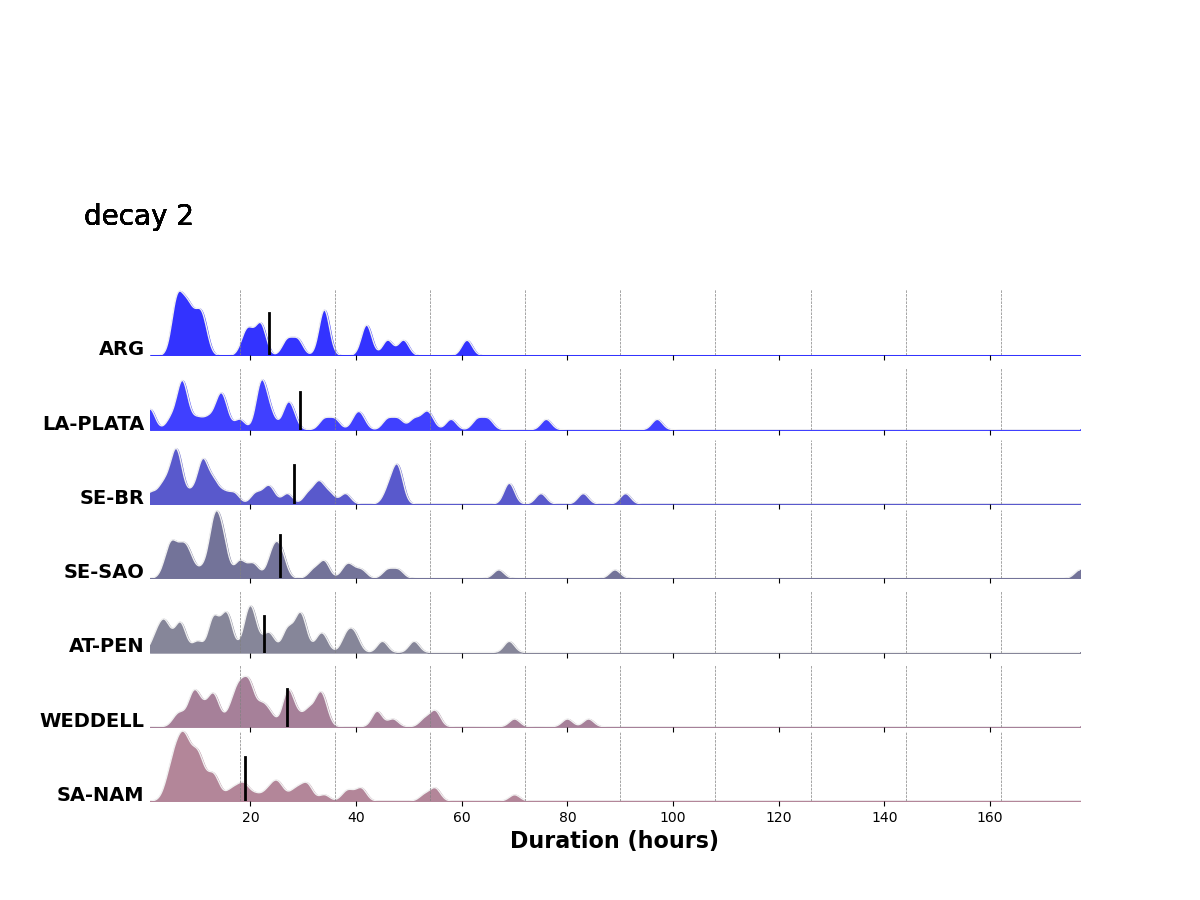 decay 2
ARG
LA-PLATA
SE-BR
SE-SAO
AT-PEN
WEDDELL
SA-NAM
20 40 60 80 100 120 140 160
Duration (hours)